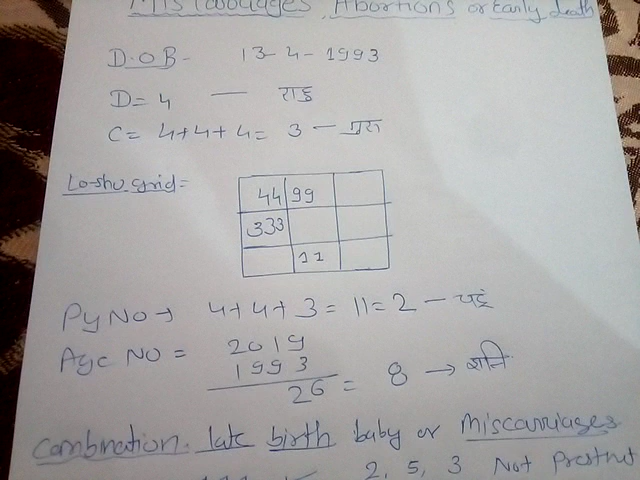 Miscarriages, Abortions or Early death
D.O.B- 13-4-1993
D= 4 — राहु
C= 4+4+4= 3 — गुरु
Lo-shu grid=
44 99
333
11
Py No → 4+4+3= 11=2 — चंद्र
Age NO = 2019
1993
26 = 8 → शनि
Combination. late birth baby or Miscarriages
2, 5, 3 Not Present